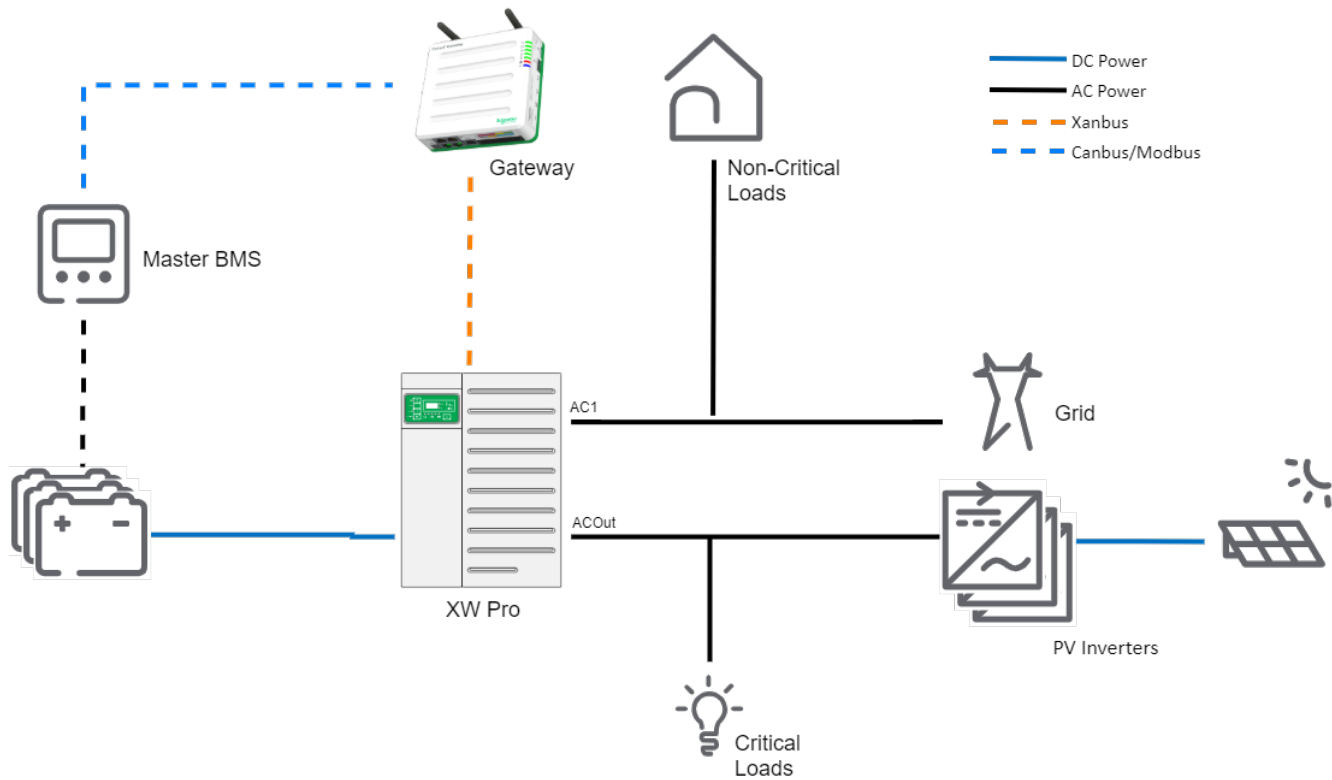 DC Power
AC Power
Xanbus
Canbus/Modbus
Gateway
Non-Critical
Loads
Master BMS
AC1
Grid
ACOut
XW Pro
PV Inverters
Critical
Loads